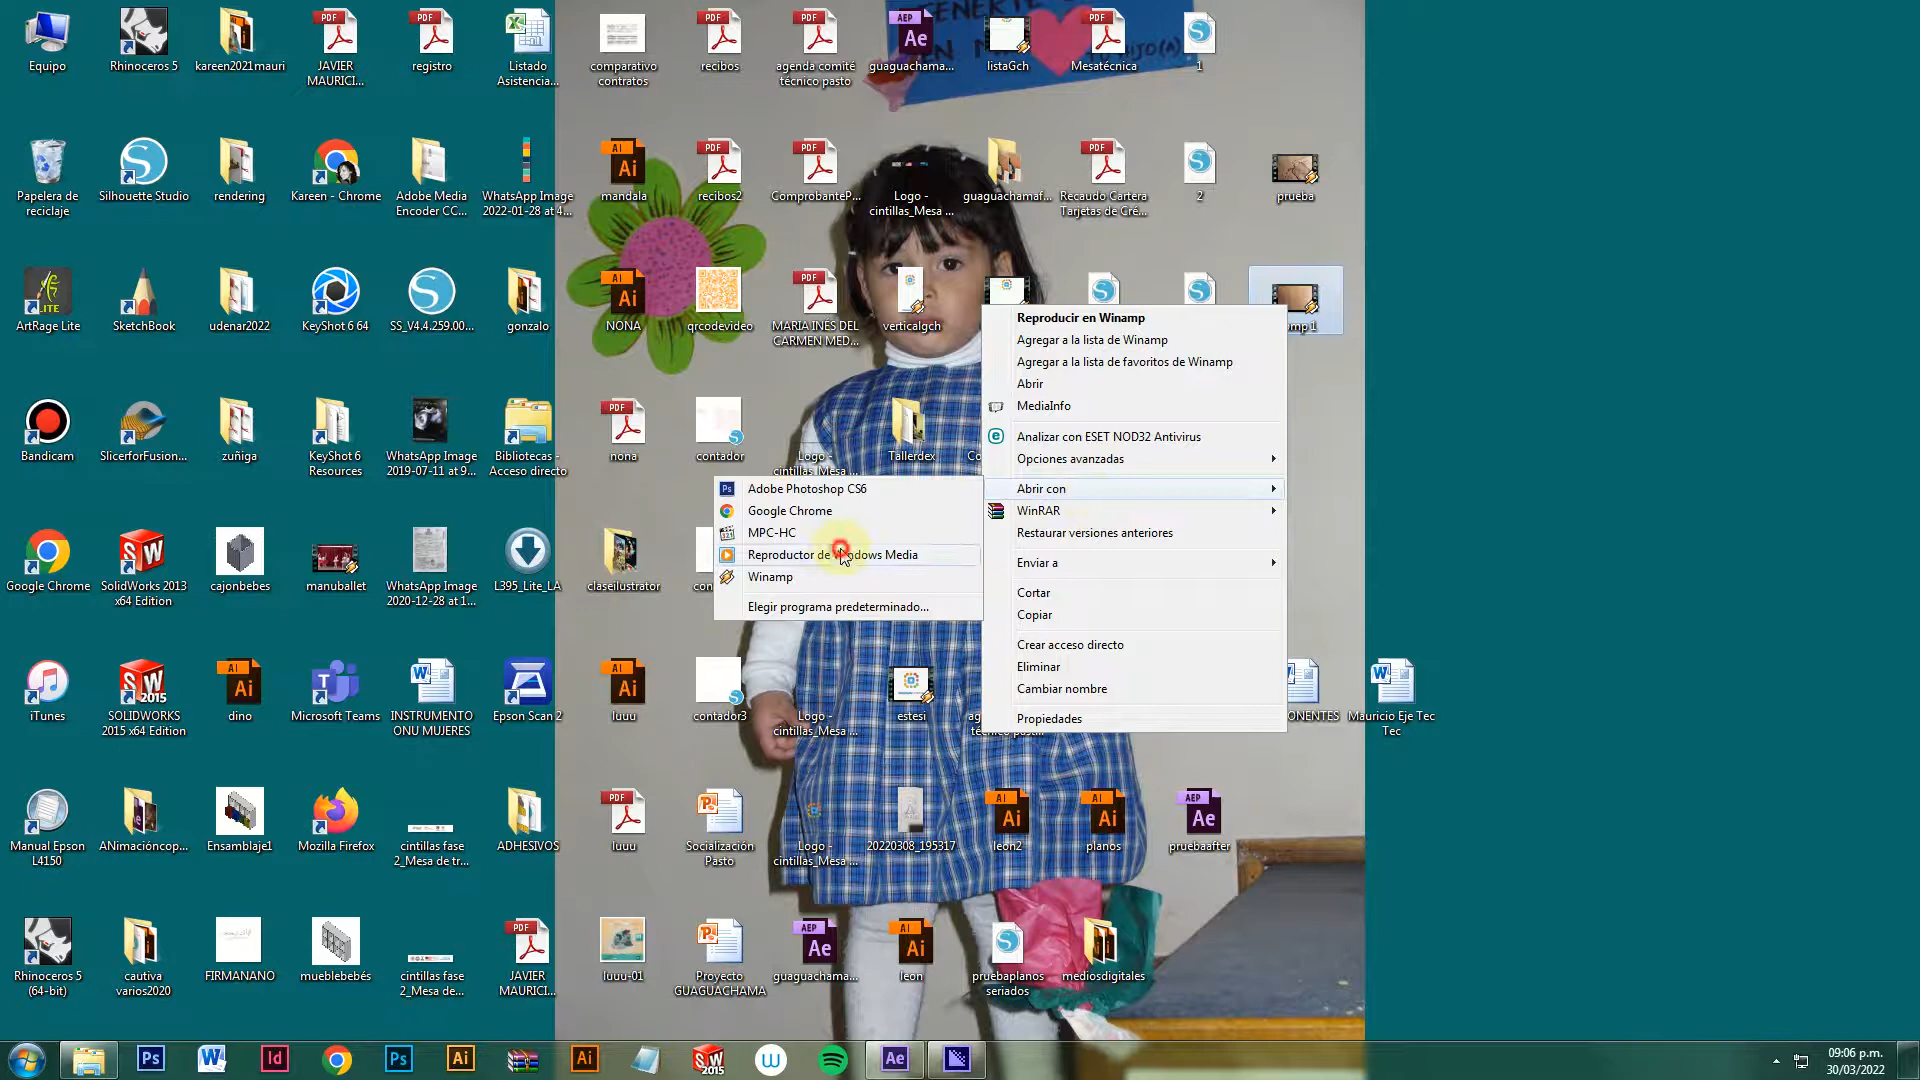 Equipo
Rhinoceros 5
kareen2021mauri
JAVIER
MAURICI...
registro
Listado
Asistencia...
comparativo
contratos
recibos
agenda comité
técnico pasto
guaguachama...
listaGch
Mesatécnica
1
Papelera de
reciclaje
Silhouette Studio
rendering
Kareen - Chrome
Adobe Media
Encoder CC...
WhatsApp Image
2022-01-28 at 4...
mandala
recibos2
ComprobanteP...
Logo -
cintillas_Mesa ...
guaguachamaf...
Recaudo Cartera
Tarjetas de Cré...
2
prueba
ArtRage Lite
SketchBook
udenar2022
KeyShot 6 64
SS_V4.4.259.00...
gonzalo
NONA
qrcodevideo
MARIA INES DEL
CARMEN MED...
verticalgch
Bandicam
SlicerforFusion...
zuñiga
KeyShot 6
Resources
WhatsApp Image
2019-07-11 at 9...
Bibliotecas -
Acceso directo
nona
contador
Logo -
cintillas_Mesa ...
Tallerdex
Reproducir en Winamp
Agregar a la lista de Winamp
Agregar a la lista de favoritos de Winamp
Abrir
MediaInfo
Analizar con ESET NOD32 Antivirus
Opciones avanzadas
Abrir con
WinRAR
Restaurar versiones anteriores
Enviar a
Cortar
Copiar
Crear acceso directo
Eliminar
Cambiar nombre
Propiedades
Adobe Photoshop CS6
Google Chrome
MPC-HC
Reproductor de Windows Media
Winamp
Elegir programa predeterminado...
Google Chrome
SolidWorks 2013
x64 Edition
cajonbebes
manuballet
WhatsApp Image
2020-12-28 at 1...
L395_Lite_LA
claseilustrator
iTunes
SOLIDWORKS
2015 x64 Edition
dino
Microsoft Teams
INSTRUMENTO
ONU MUJERES
Epson Scan 2
luuu
contador3
Logo -
cintillas_Mesa ...
estesi
Mauricio Eje Tec
Tec
Manual Epson
L4150
ANimacióncop...
Ensamblaje1
Mozilla Firefox
cintillas fase
2_Mesa de tr...
ADHESIVOS
luuu
Socialización
Pasto
Logo -
cintillas_Mesa ...
20220308_195317
leon2
planos
pruebaafter
Rhinoceros 5
(64-bit)
cautiva
varios2020
FIRMANANO
mueblebebés
cintillas fase
2_Mesa de...
JAVIER
MAURICI...
luuu-01
Proyecto
GUAGUACHAMA
guaguachama...
leon
pruebaplanos
seriados
mediosdigitales
09:06 p.m.
30/03/2022